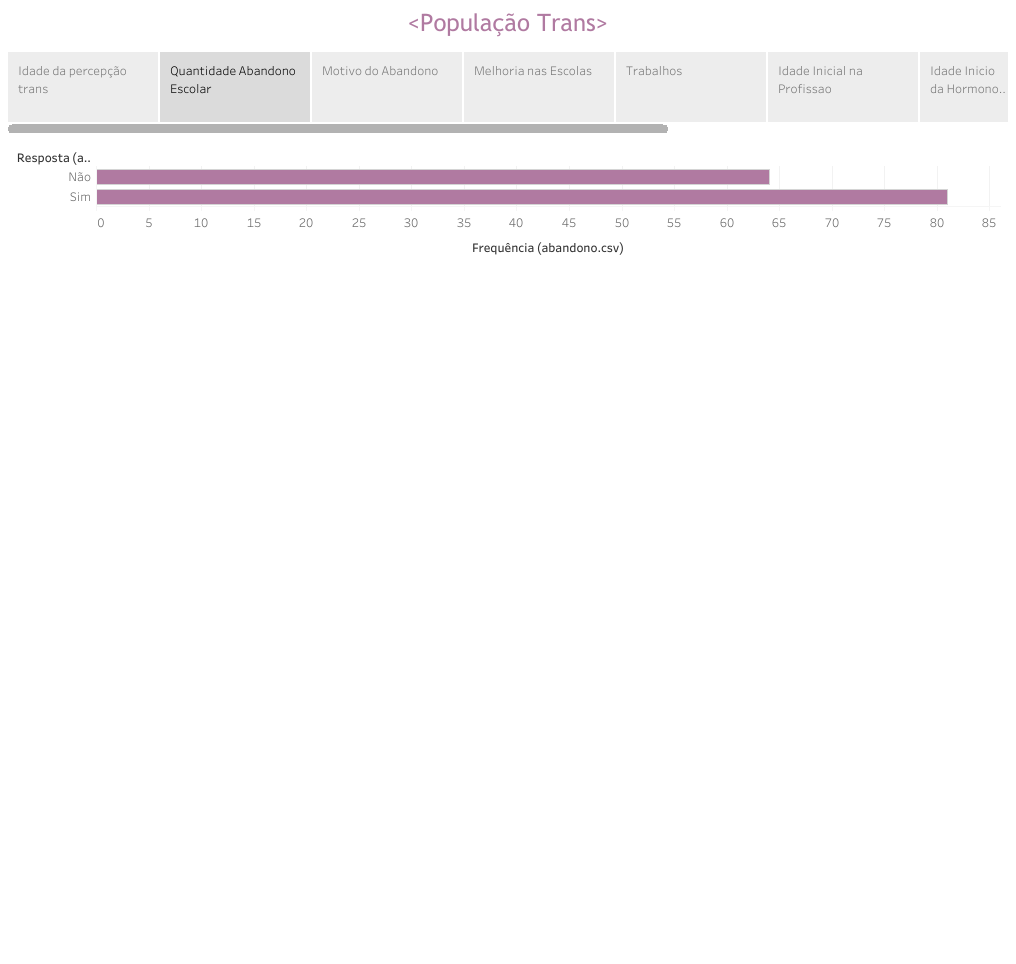 <População Trans>
Idade da percepção
trans
Quantidade Abandono
Escolar
Motivo do Abandono
Melhoria nas Escolas
Trabalhos
Idade Inicial na
Profissao
Idade Inicio
da Hormono..
Resposta (a..
Não
Sim
0 5 10 15 20 25 30 35 40 45 50 55 60 65 70 75 80 85
Frequência (abandono.csv)